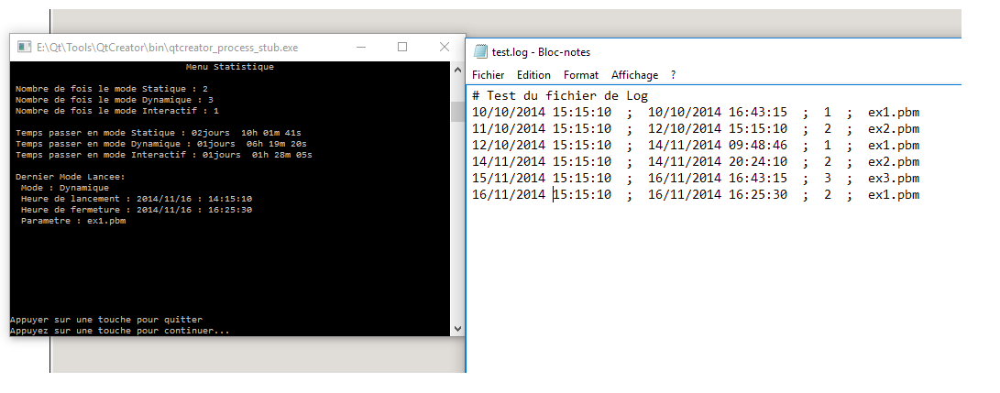 E:\Qt\Tools\QtCreator\bin\qtcreator_process_stub.exe
Menu Statistique
Nombre de fois le mode Statique : 2
Nombre de fois le mode Dynamique : 3
Nombre de fois le mode Interactif : 1
Temps passer en mode Statique : 02jours  10h 01m 41s
Temps passer en mode Dynamique : 01jours  06h 19m 20s
Temps passer en mode Interactif : 01jours  01h 28m 05s
Dernier Mode Lancee:
Mode : Dynamique
Heure de lancement : 2014/11/16 : 14:15:10
Heure de fermeture : 2014/11/16 : 16:25:30
Parametre : ex1.pbm
Appuyer sur une touche pour quitter
Appuyez sur une touche pour continuer...
test.log - Bloc-notes
Fichier Edition Format Affichage ?
# Test du fichier de Log
10/10/2014 15:15:10  ;  10/10/2014 16:43:15  ;  1  ;  ex1.pbm
11/10/2014 15:15:10  ;  12/10/2014 15:15:10  ;  2  ;  ex2.pbm
12/10/2014 15:15:10  ;  14/11/2014 09:48:46  ;  1  ;  ex1.pbm
14/11/2014 15:15:10  ;  14/11/2014 20:24:10  ;  2  ;  ex2.pbm
15/11/2014 15:15:10  ;  16/11/2014 16:43:15  ;  3  ;  ex3.pbm
16/11/2014 15:15:10  ;  16/11/2014 16:25:30  ;  2  ;  ex1.pbm